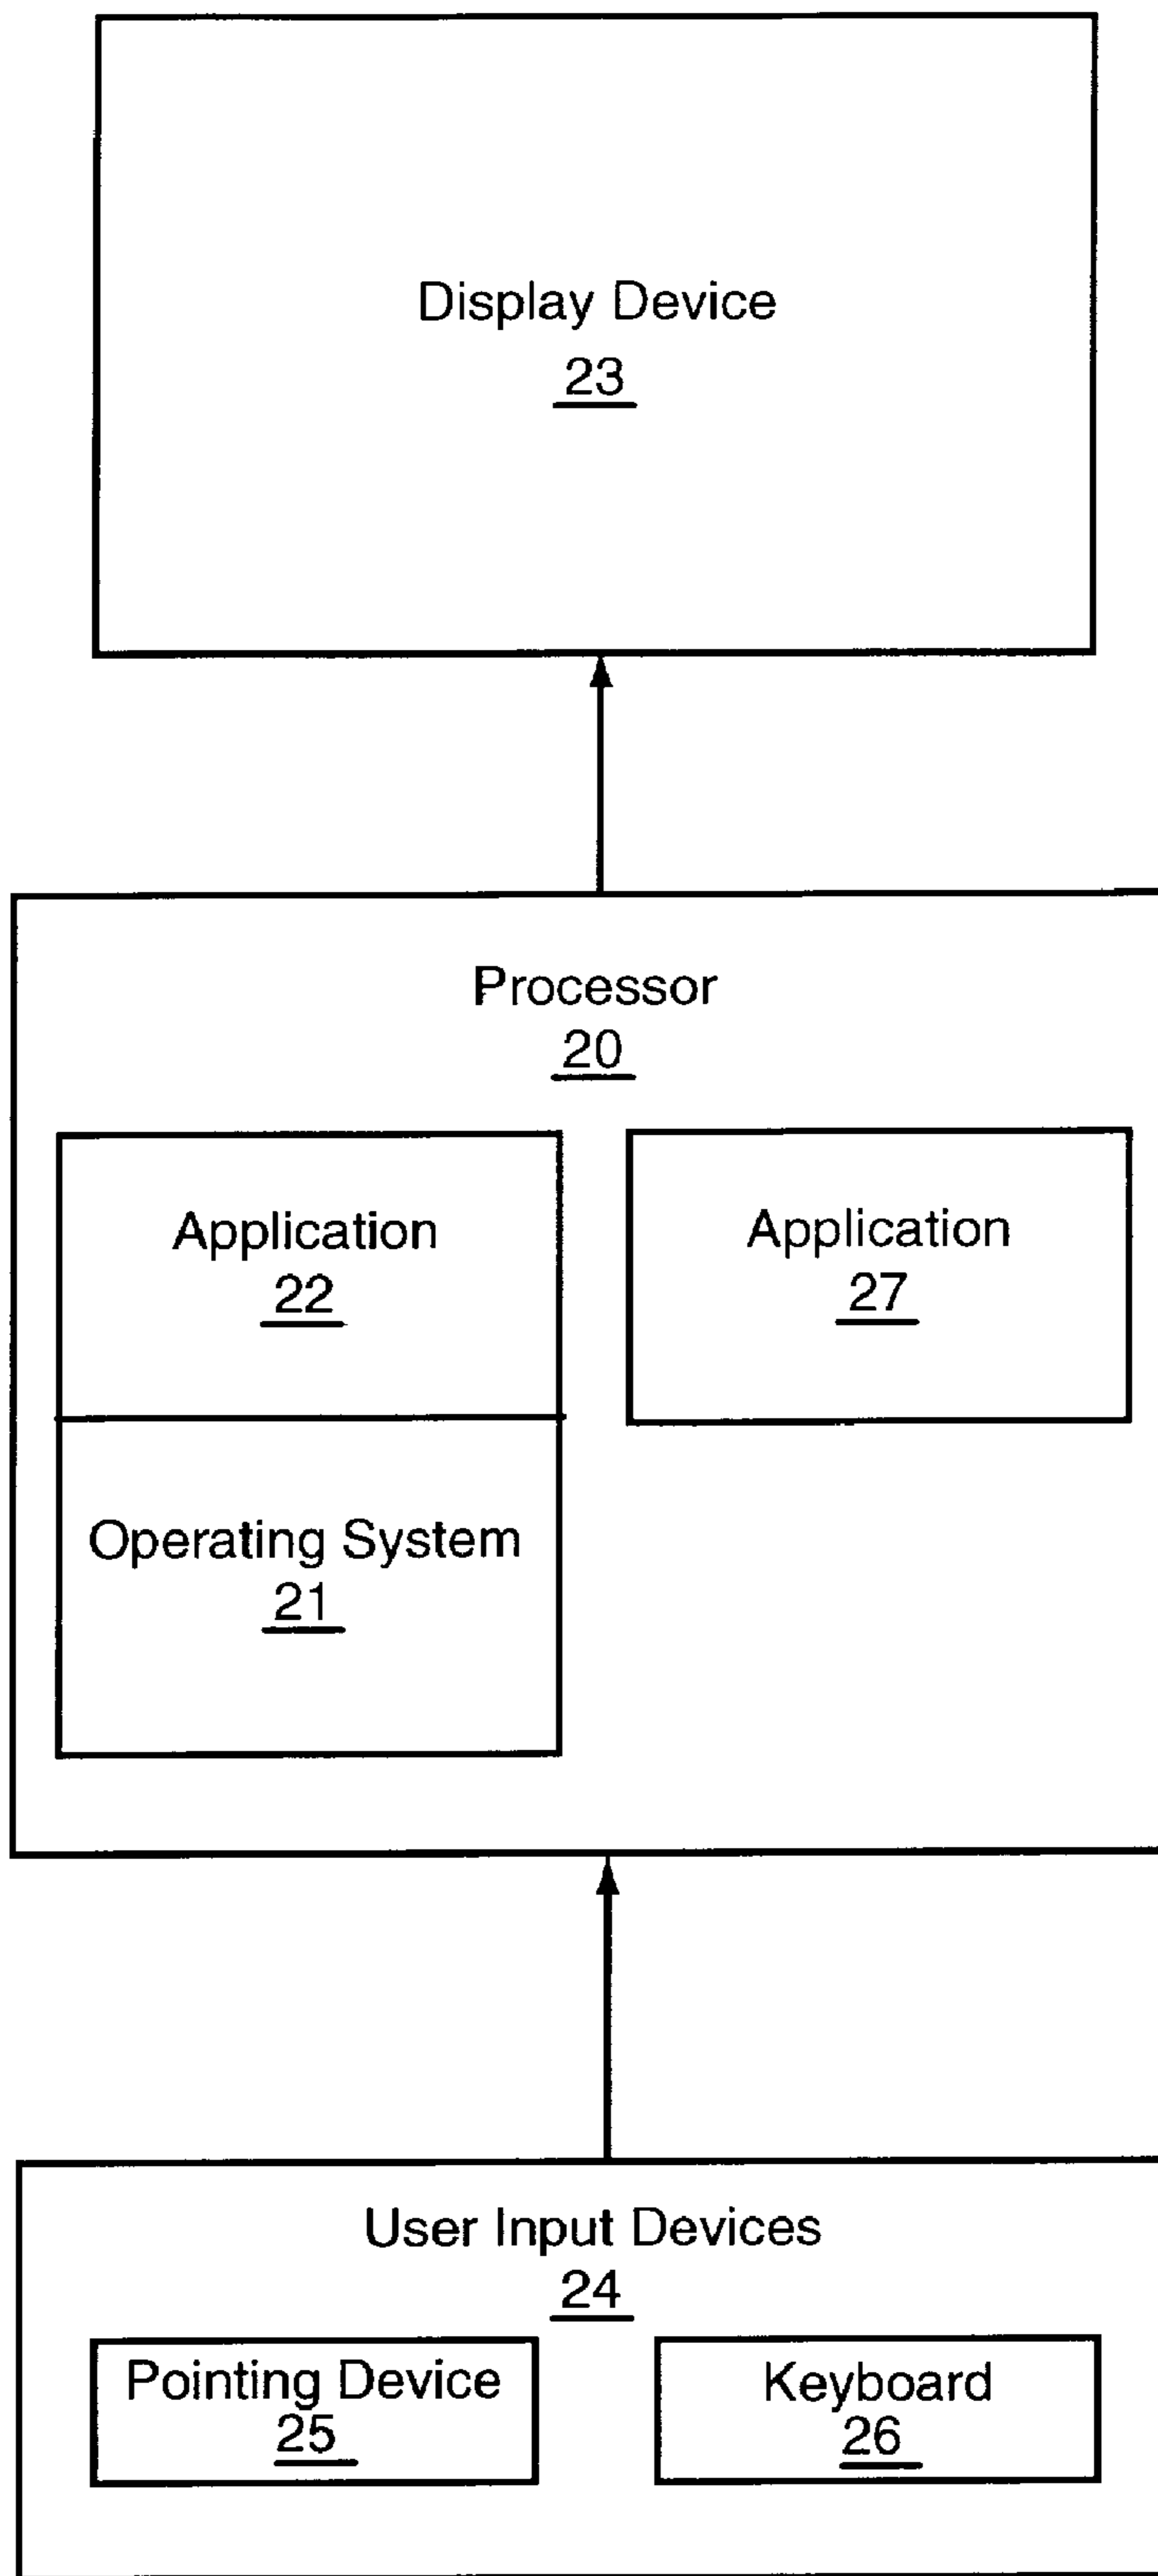 Display Device
23
Processor
20
Application
22
Application
27
Operating System
21
User Input Devices
24
Pointing Device
25
Keyboard
26